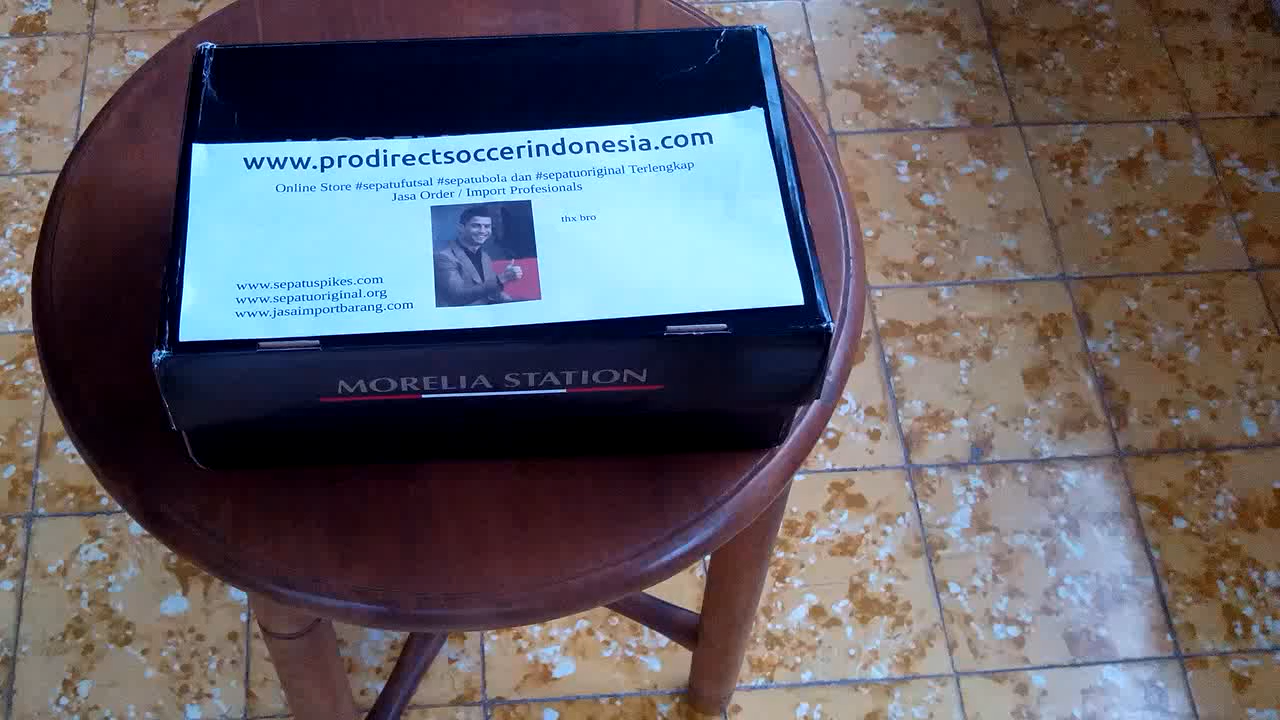 www.prodirectsoccerindonesia.com
Online Store #sepatufutsal #sepatubola dan #sepatuoriginal Terlengkap
Jasa Order / Import Profesionals
thx bro
www.sepatuspikes.com
www.sepatuoriginal.org
www.jasaimportbarang.com
MORELIA STATION